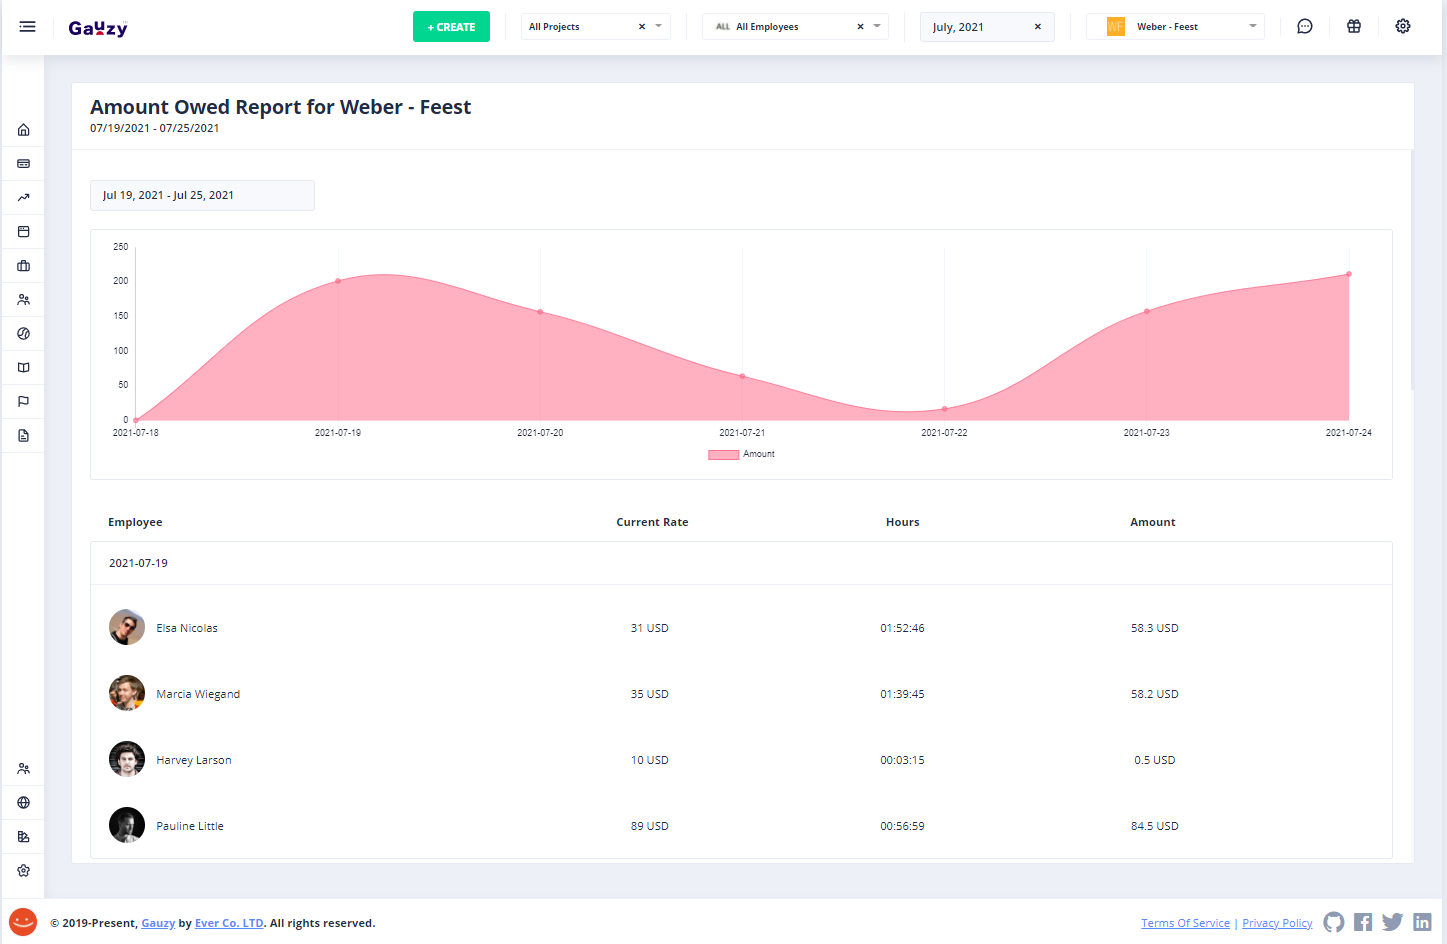 Gauzy
+ CREATE
All Projects
×
ALL All Employees
×
July, 2021
×
WF Weber - Feest
Amount Owed Report for Weber - Feest
07/19/2021 - 07/25/2021
Jul 19, 2021 - Jul 25, 2021
250
200
150
100
50
0
2021-07-18 2021-07-19 2021-07-20 2021-07-21 2021-07-22 2021-07-23 2021-07-24
Amount
Employee Current Rate Hours Amount
2021-07-19
Elsa Nicolas 31 USD 01:52:46 58.3 USD
Marcia Wiegand 35 USD 01:39:45 58.2 USD
Harvey Larson 10 USD 00:03:15 0.5 USD
Pauline Little 89 USD 00:56:59 84.5 USD
© 2019-Present, Gauzy by Ever Co. LTD. All rights reserved.
Terms Of Service | Privacy Policy